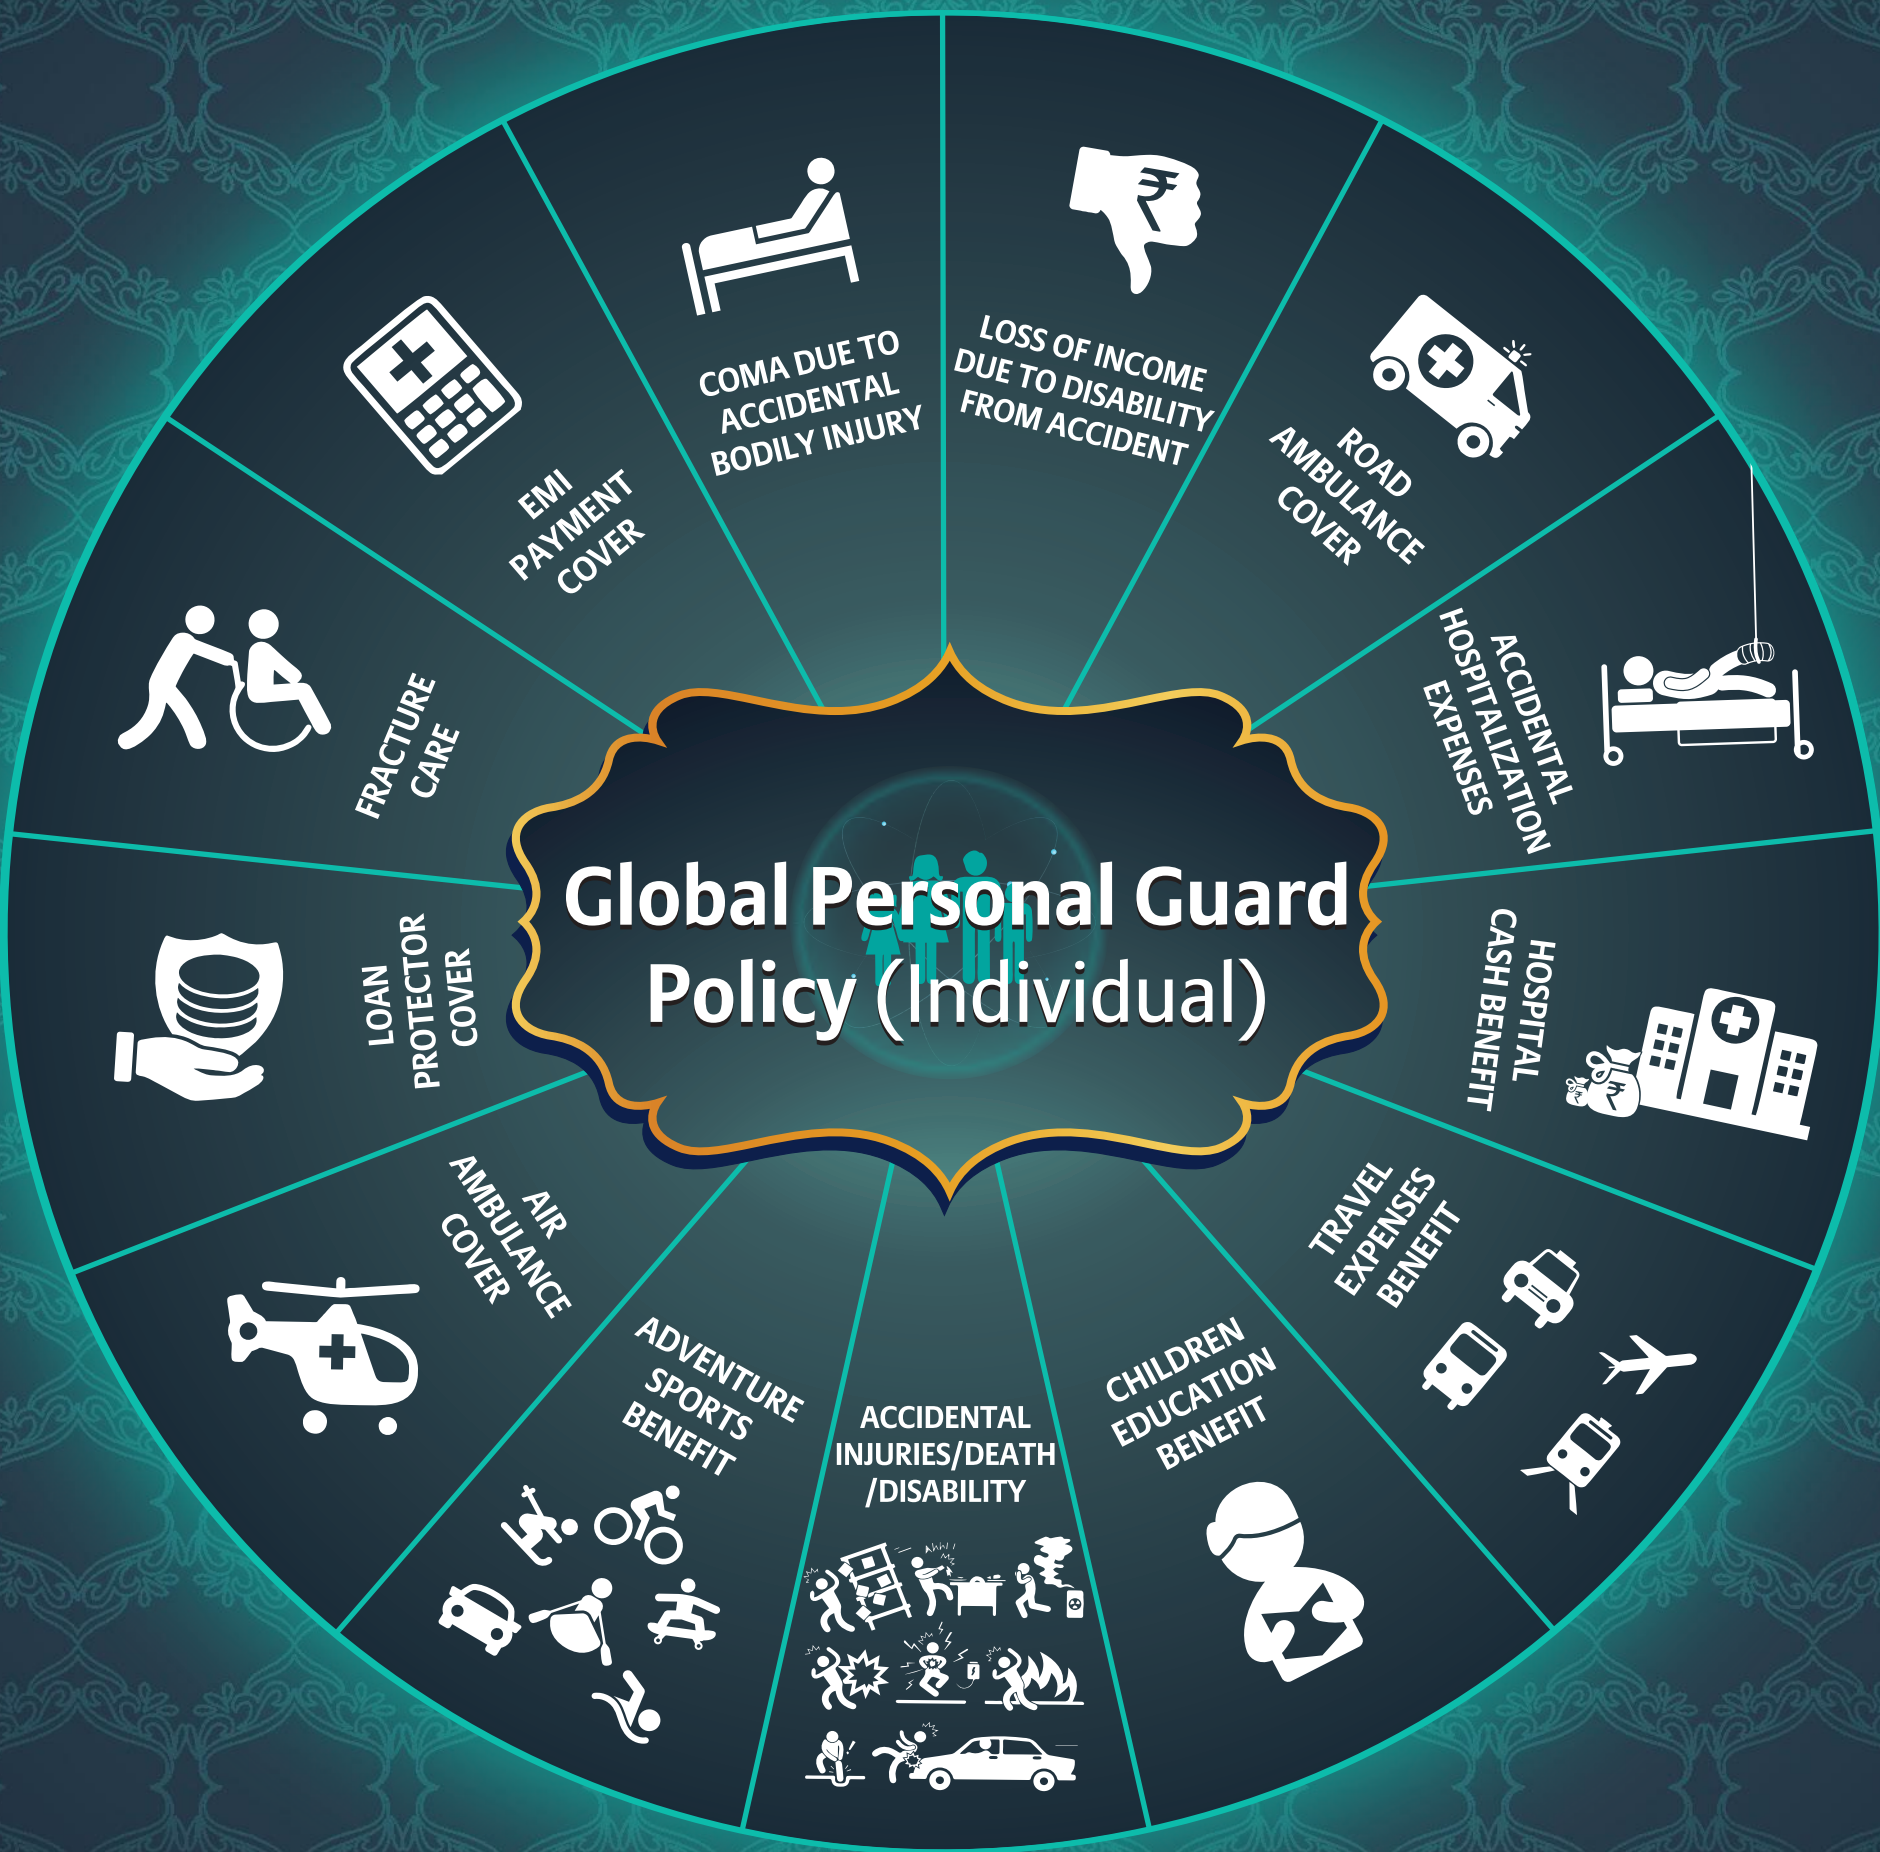 Global Personal Guard
Policy (Individual)
LOSS OF INCOME
DUE TO DISABILITY
FROM ACCIDENT
₹
ROAD
AMBULANCE
COVER
ACCIDENTAL
HOSPITALIZATION
EXPENSES
HOSPITAL
CASH BENEFIT
₹
₹
TRAVEL
EXPENSES
BENEFIT
CHILDREN
EDUCATION
BENEFIT
ACCIDENTAL
INJURIES/DEATH
/DISABILITY
Ahhh!
ADVENTURE
SPORTS
BENEFIT
AIR
AMBULANCE
COVER
LOAN
PROTECTOR
COVER
FRACTURE
CARE
EMI
PAYMENT
COVER
COMA DUE TO
ACCIDENTAL
BODILY INJURY